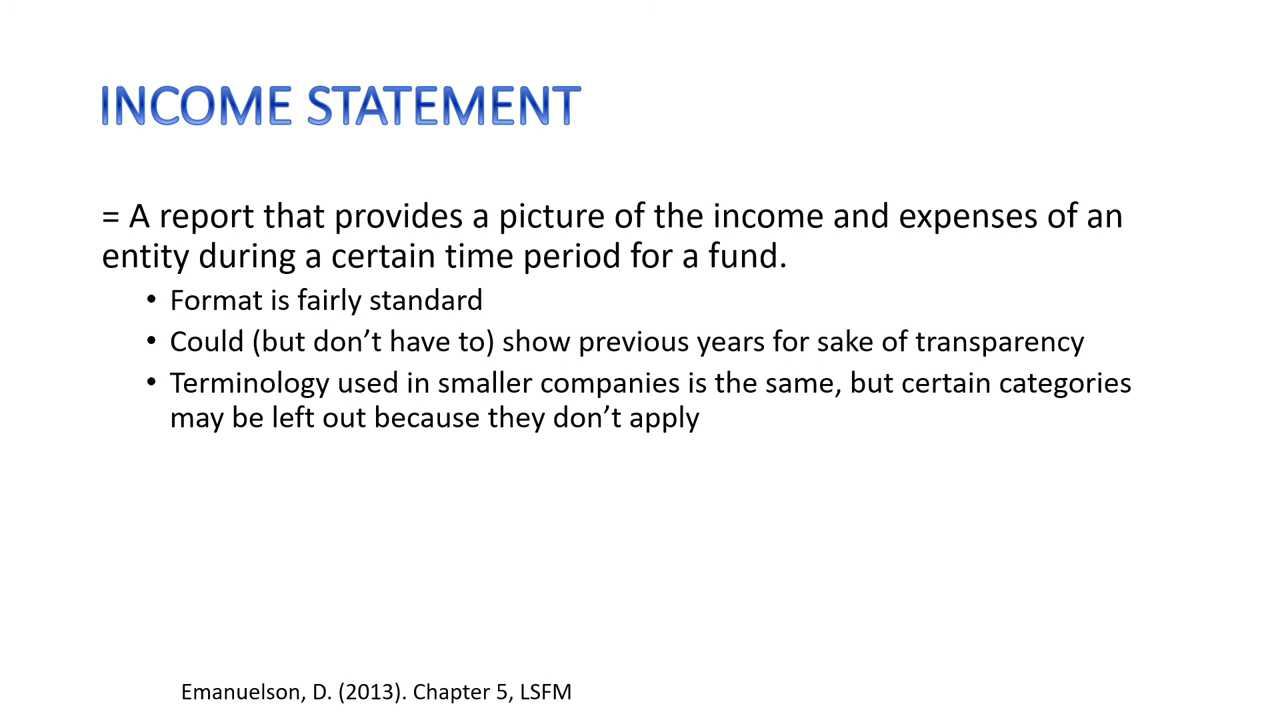 INCOME STATEMENT
= A report that provides a picture of the income and expenses of an
entity during a certain time period for a fund.
• Format is fairly standard
• Could (but don’t have to) show previous years for sake of transparency
• Terminology used in smaller companies is the same, but certain categories
may be left out because they don’t apply
Emanuelson, D. (2013). Chapter 5, LSFM